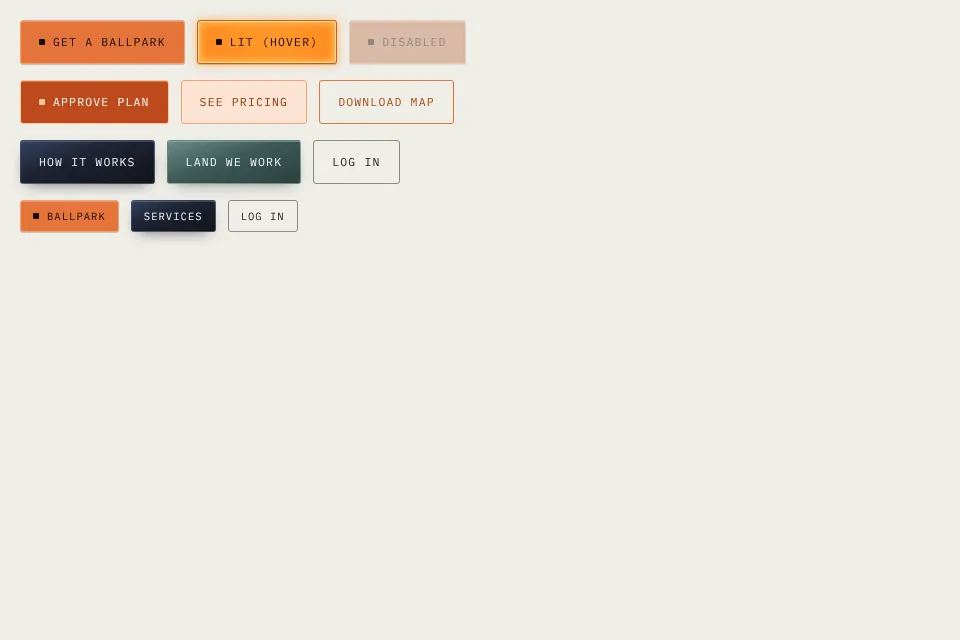 GET A BALLPARK LIT (HOVER) DISABLED
APPROVE PLAN SEE PRICING DOWNLOAD MAP
HOW IT WORKS LAND WE WORK LOG IN
BALLPARK SERVICES LOG IN